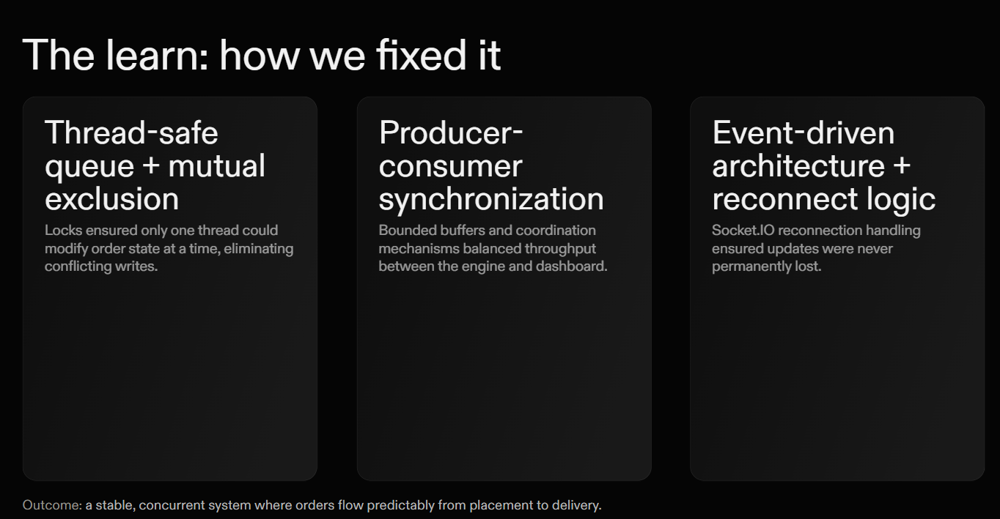 The learn: how we fixed it
Thread-safe
queue + mutual
exclusion
Locks ensured only one thread could
modify order state at a time, eliminating
conflicting writes.
Producer-
consumer
synchronization
Bounded buffers and coordination
mechanisms balanced throughput
between the engine and dashboard.
Event-driven
architecture +
reconnect logic
Socket.IO reconnection handling
ensured updates were never
permanently lost.
Outcome: a stable, concurrent system where orders flow predictably from placement to delivery.